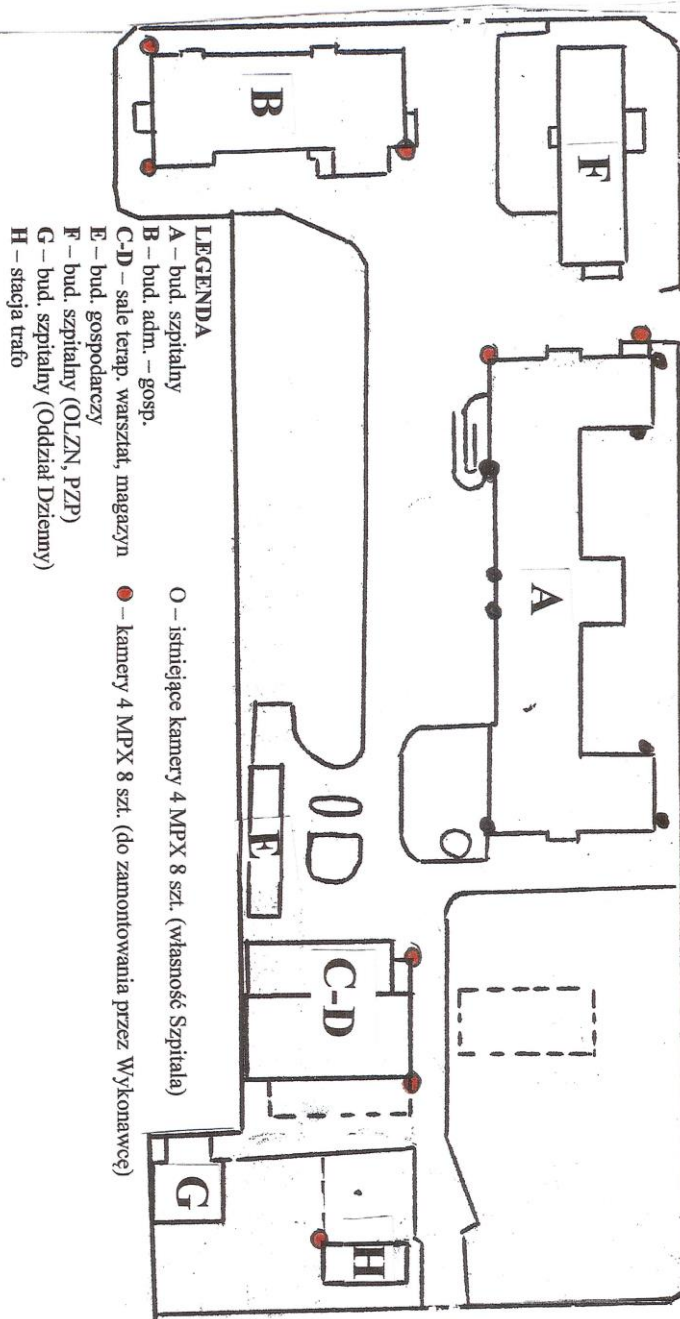 B
F
A
E
C-D
G
H
LEGENDA
A – bud. szpitalny
B – bud. adm. – gosp.
C-D – sale terap. warsztat, magazyn
E – bud. gospodarczy
F – bud. szpitalny (OLZN, PZP)
G – bud. szpitalny (Oddział Dzienny)
H – stacja trafo
O – istniejące kamery 4 MPX 8 szt. (własność Szpitala)
– kamery 4 MPX 8 szt. (do zamontowania przez Wykonawcę)